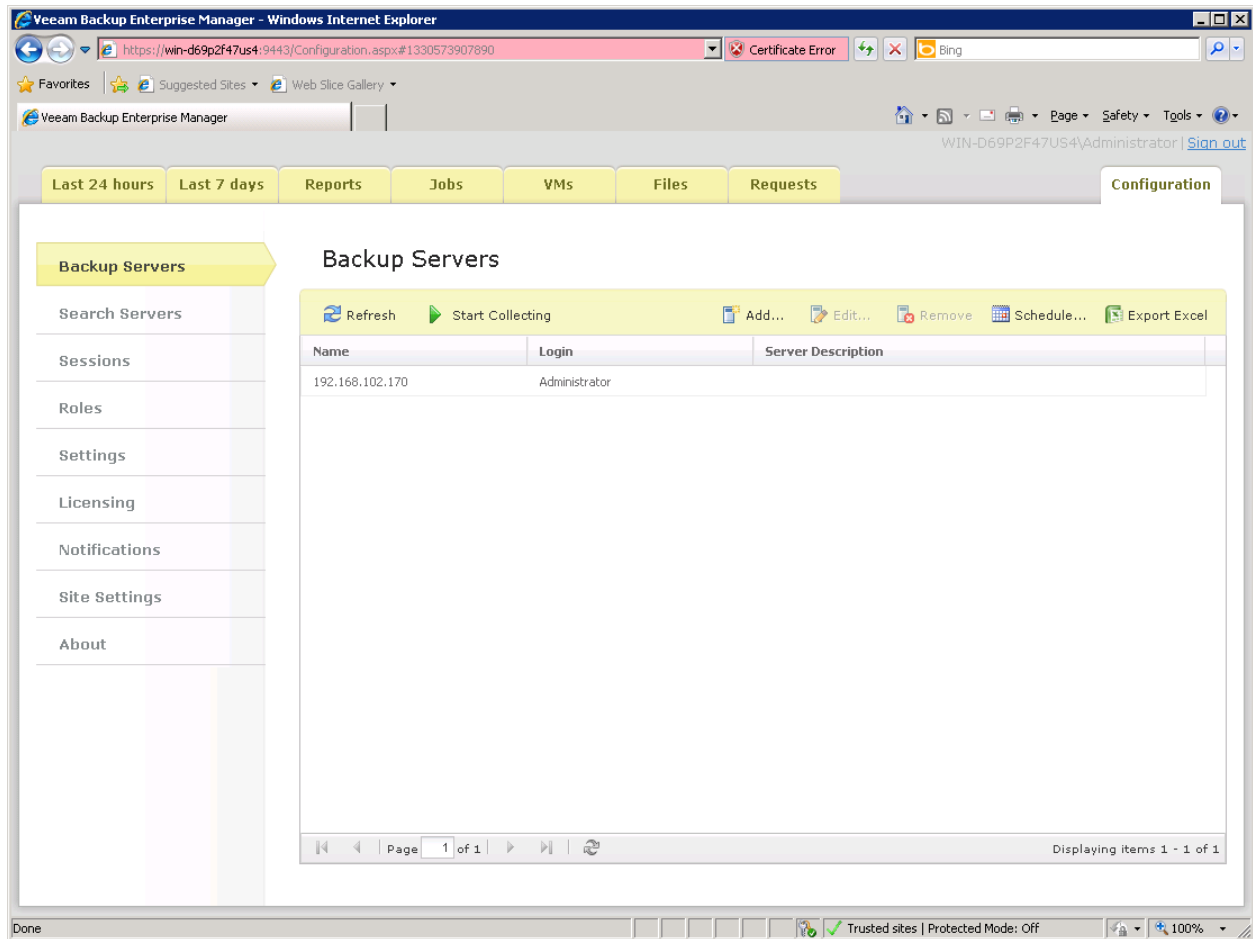 Veeam Backup Enterprise Manager - Windows Internet Explorer
https://win-d69p2f47us4:9443/Configuration.aspx#1330573907890 Certificate Error Bing
Favorites Suggested Sites Web Slice Gallery
Veeam Backup Enterprise Manager Page Safety Tools
WIN-D69P2F47US4\Administrator | Sign out
Last 24 hours Last 7 days Reports Jobs VMs Files Requests Configuration
Backup Servers
Search Servers
Sessions
Roles
Settings
Licensing
Notifications
Site Settings
About
Backup Servers
Refresh Start Collecting Add... Edit... Remove Schedule... Export Excel
Name Login Server Description
192.168.102.170 Administrator
Page 1 of 1 Displaying items 1 - 1 of 1
Done Trusted sites | Protected Mode: Off 100%